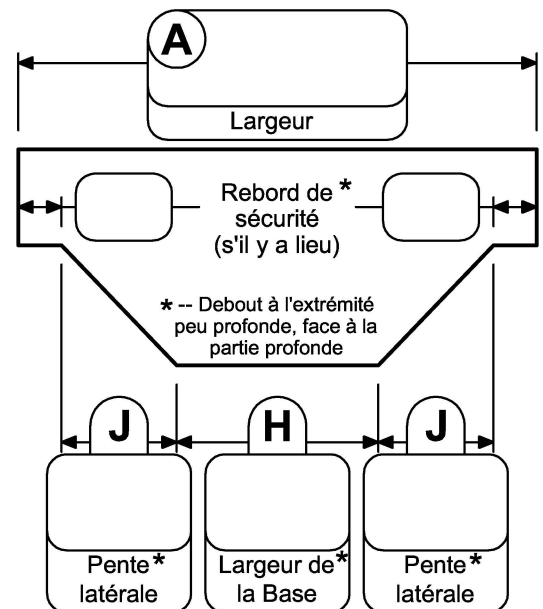 A
Largeur
Rebord de *
sécurité
(s'il y a lieu)
* -- Debout à l'extrémité
peu profonde, face à la
partie profonde
J H J
Pente* Largeur de* Pente*
latérale la Base latérale